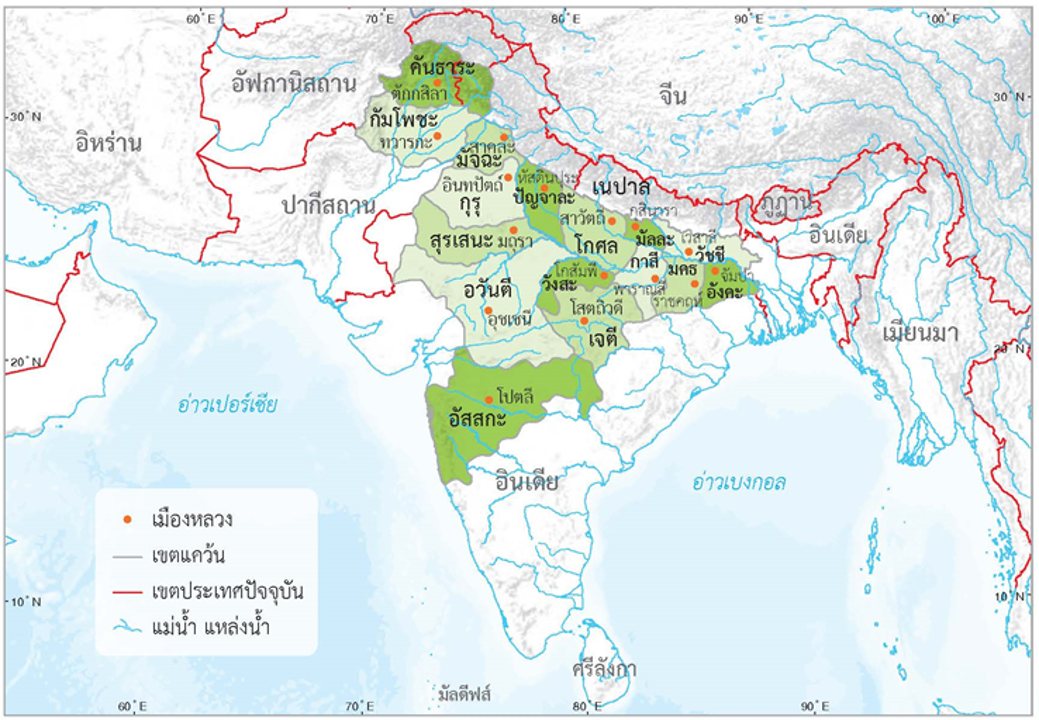 60°E
70°E
80°E
90°E
100°E
คันธาระ
ตักกสิลา
อัฟกานิสถาน
จีน
30°N
30°N
กัมโพชะ
ทวารกะ
อิหร่าน
สาคละ
มัจฉะ
อินทปัตถ์
กุรุ
หัสดินประ
ปัญจาละ
เนปาล
ปากีสถาน
สาวัตถี
กุสินารา
ภูฏาน
สุรเสนะ
มถุรา
โกศล
มัลละ
เวสาลี
วัชชี
อินเดีย
กาสี
มคธ
จัมปา
โกสัมพี
วังสะ
พาราณสี
ราชคฤห์
อังคะ
อวันตี
อุชเชนี
โสตถิวดี
เจตี
เมียนมา
20°N
20°N
โปตลี
อัสสกะ
อ่าวเปอร์เซีย
อินเดีย
อ่าวเบงกอล
เมืองหลวง
เขตแคว้น
เขตประเทศปัจจุบัน
แม่น้ำ แหล่งน้ำ
10°N
10°N
ศรีลังกา
มัลดีฟส์
60°E
70°E
80°E
90°E